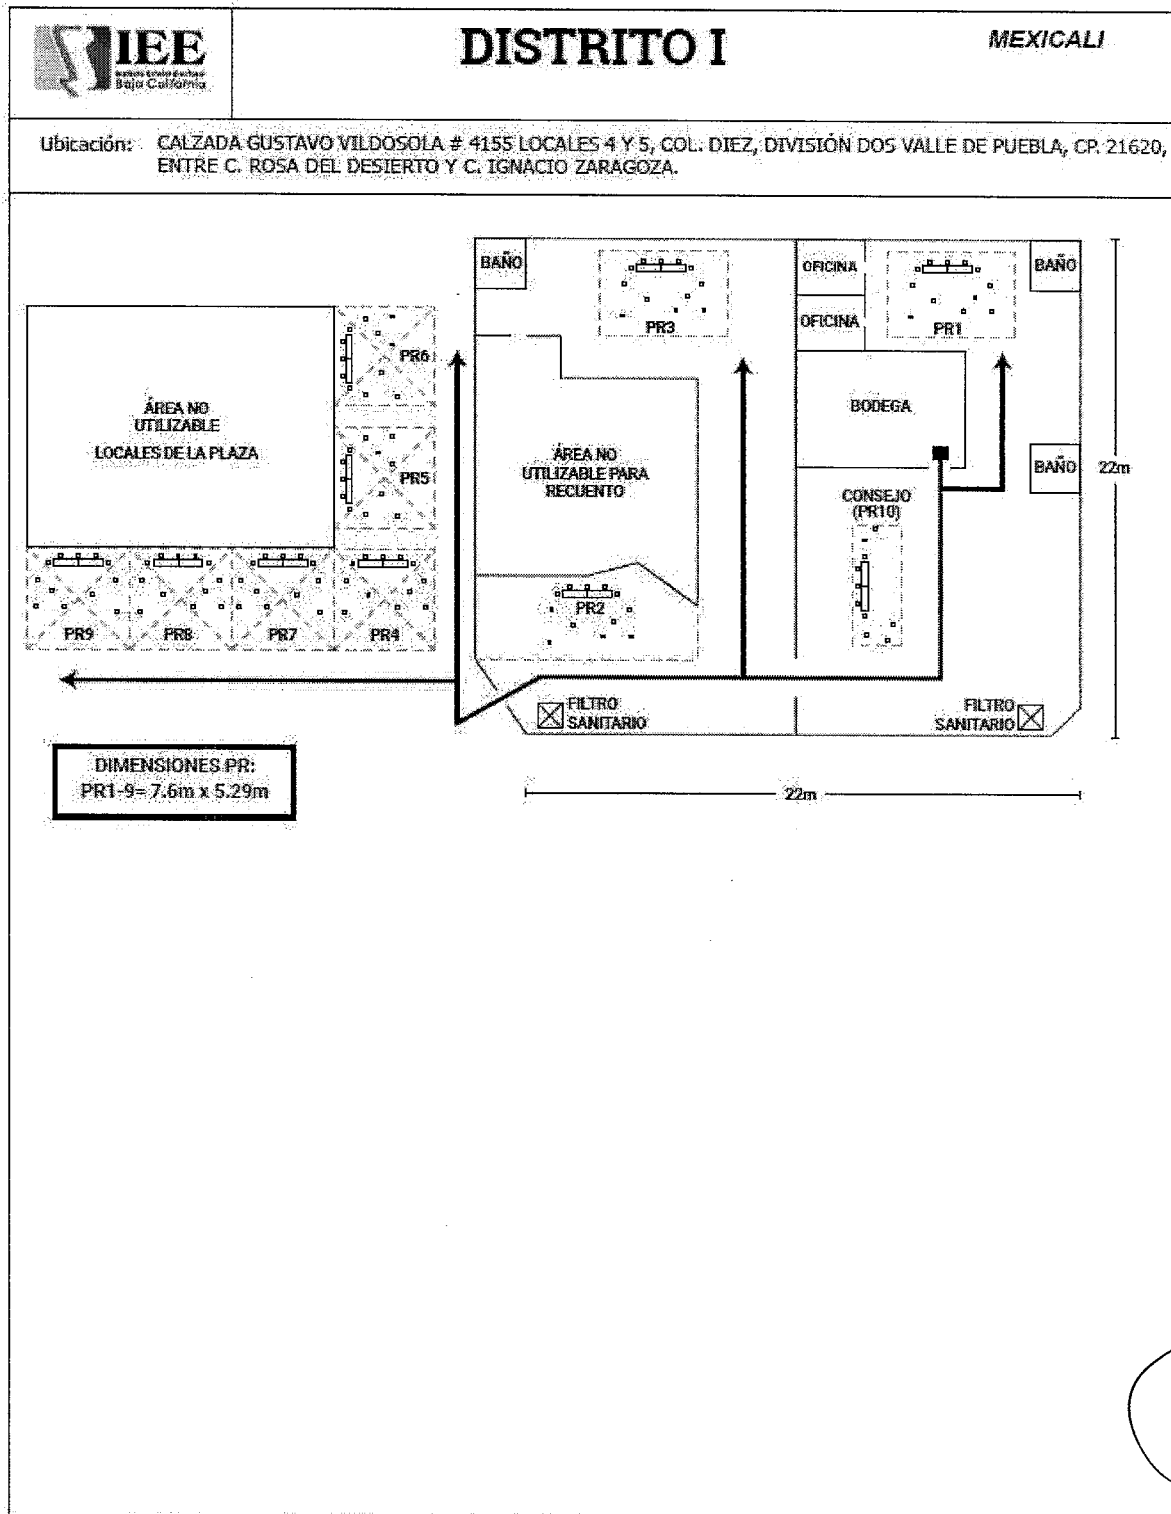 IEE
Baja California
DISTRITO I
MEXICALI
Ubicación: CALZADA GUSTAVO VILDOSOLA # 4155 LOCALES 4 Y 5, COL. DIEZ, DIVISIÓN DOS VALLE DE PUEBLA, CP. 21620,
ENTRE C. ROSA DEL DESIERTO Y C. IGNACIO ZARAGOZA.
BAÑO
PR3
OFICINA
OFICINA
PR1
BAÑO
PR6
ÁREA NO
UTILIZABLE
LOCALES DE LA PLAZA
PR5
BODEGA
ÁREA NO
UTILIZABLE PARA
RECUENTO
BAÑO
22m
CONSEJO
(PR10)
PR9
PR8
PR7
PR4
PR2
FILTRO
SANITARIO
FILTRO
SANITARIO
DIMENSIONES PR:
PR1-9= 7.6m x 5.29m
22m